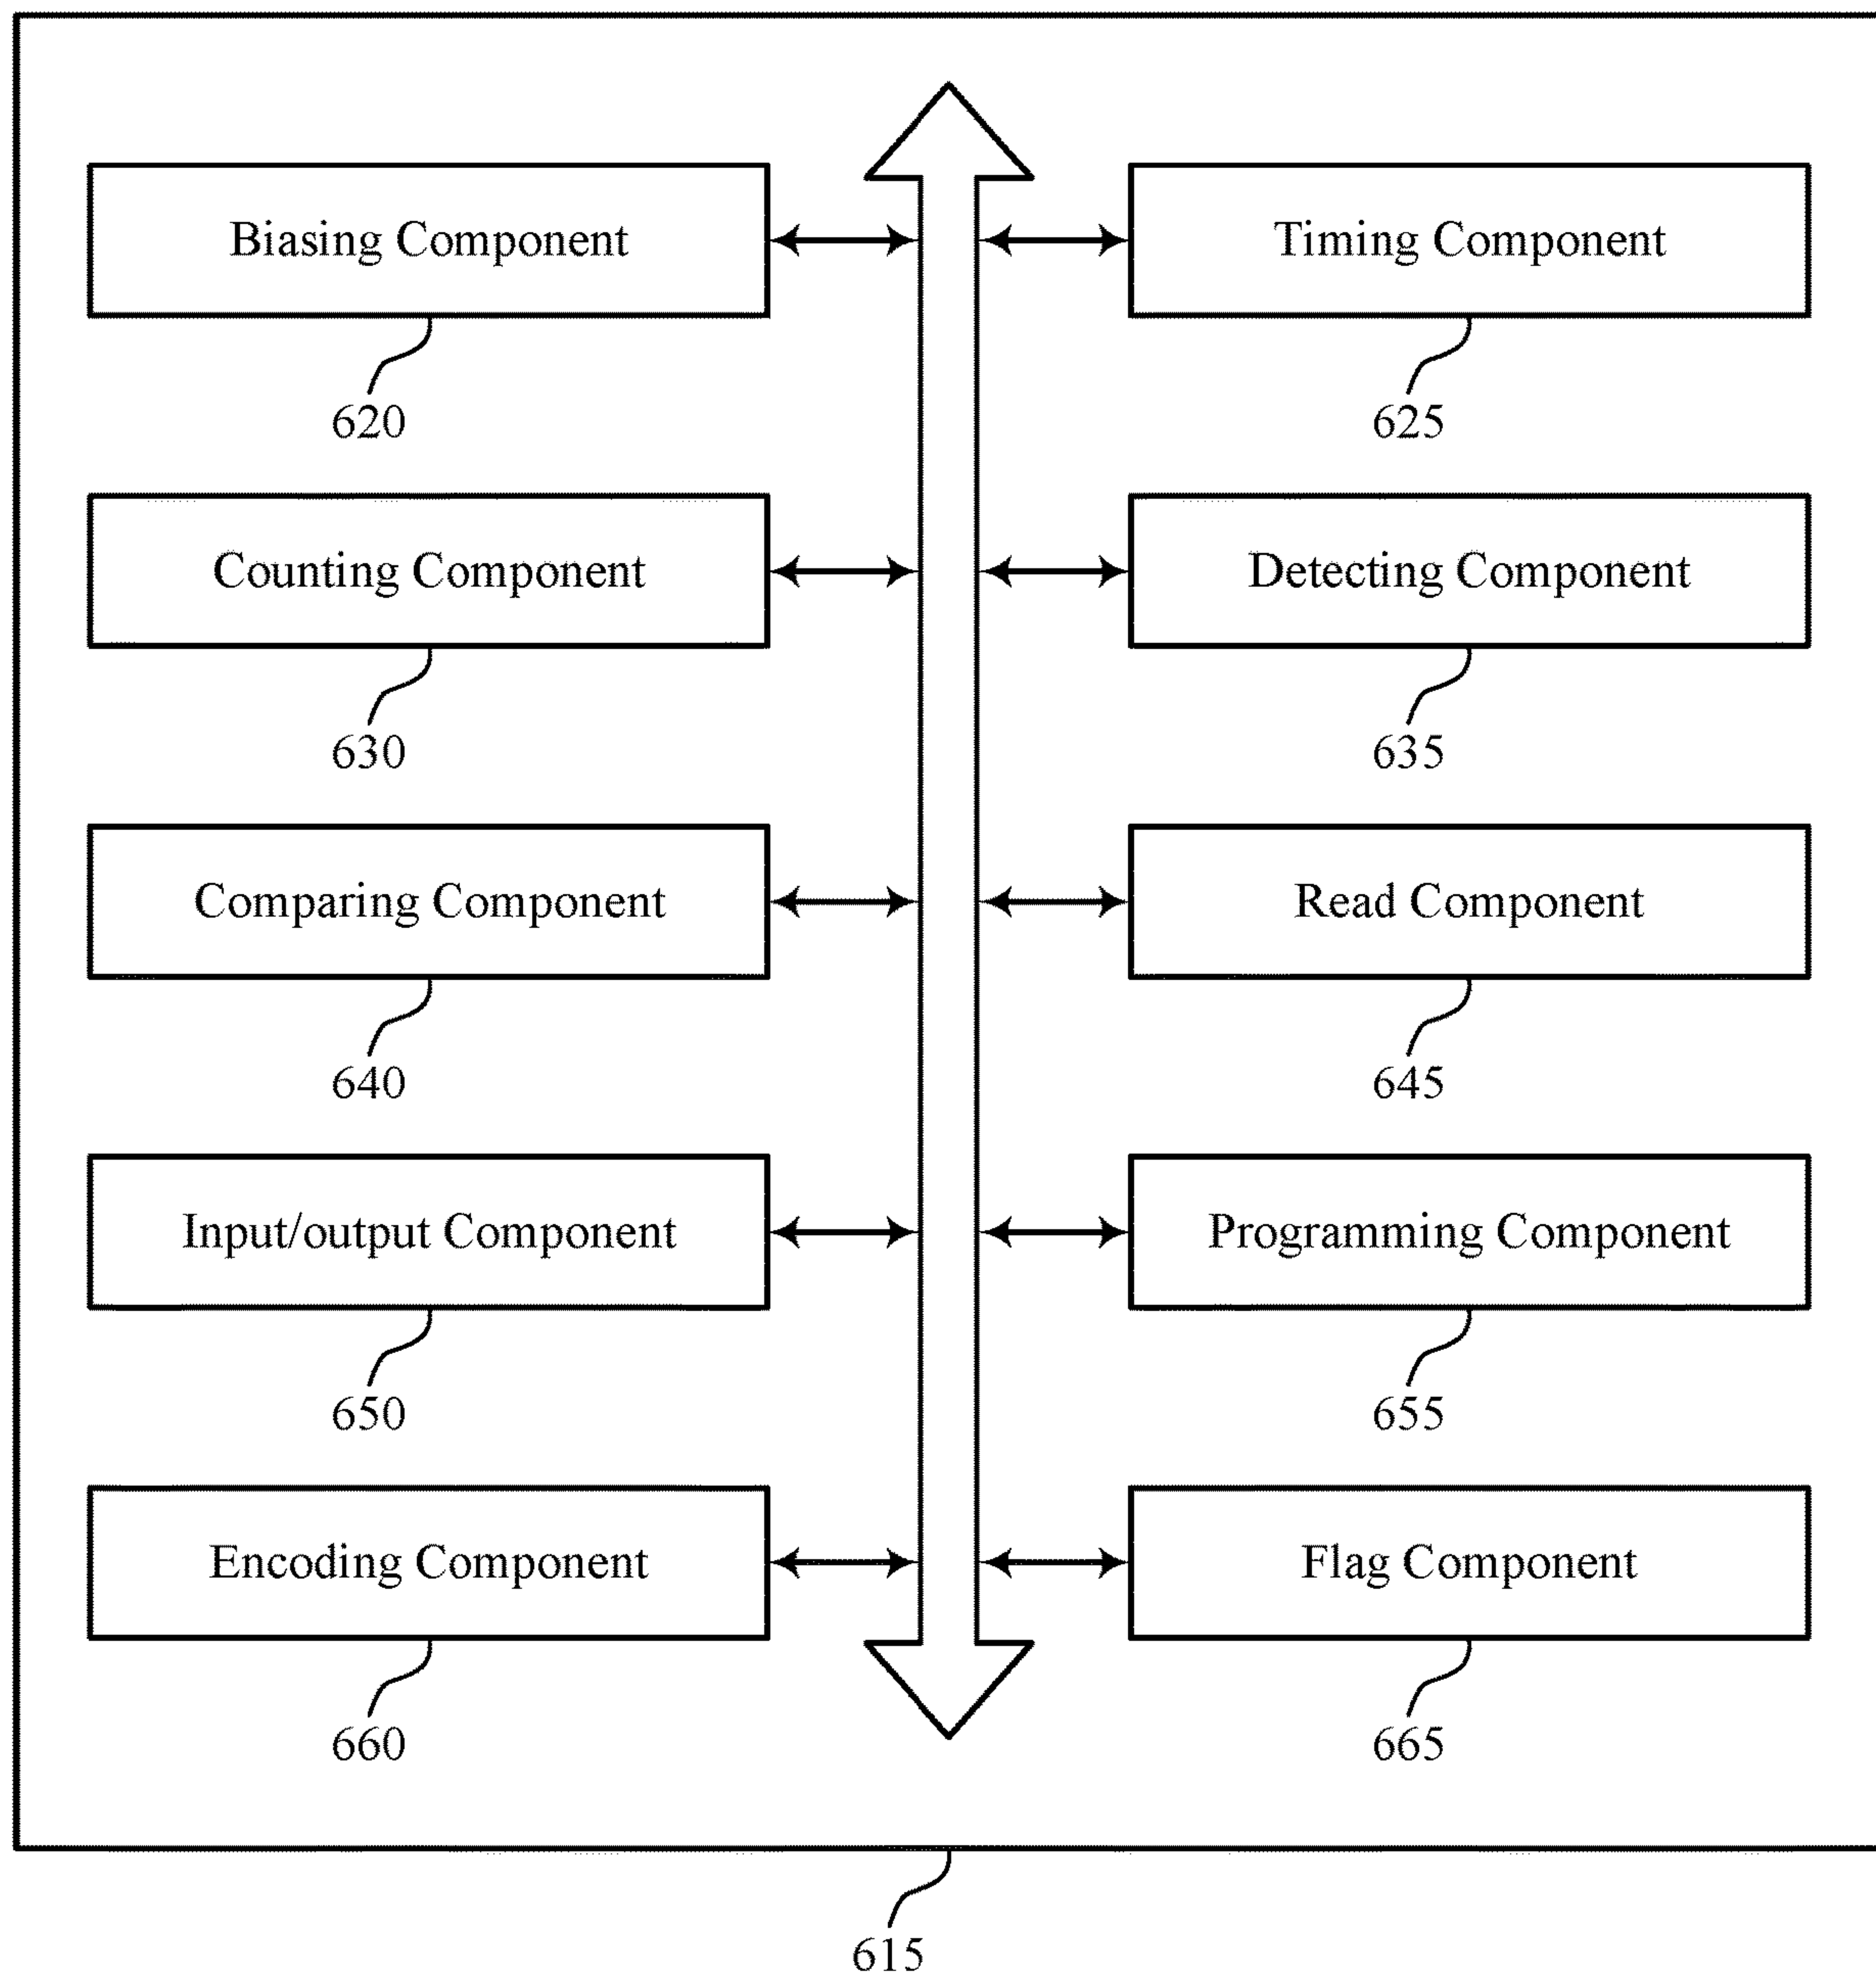 Biasing Component
Timing Component
620
625
Counting Component
Detecting Component
630
635
Comparing Component
Read Component
640
645
Input/output Component
Programming Component
650
655
Encoding Component
Flag Component
660
665
615